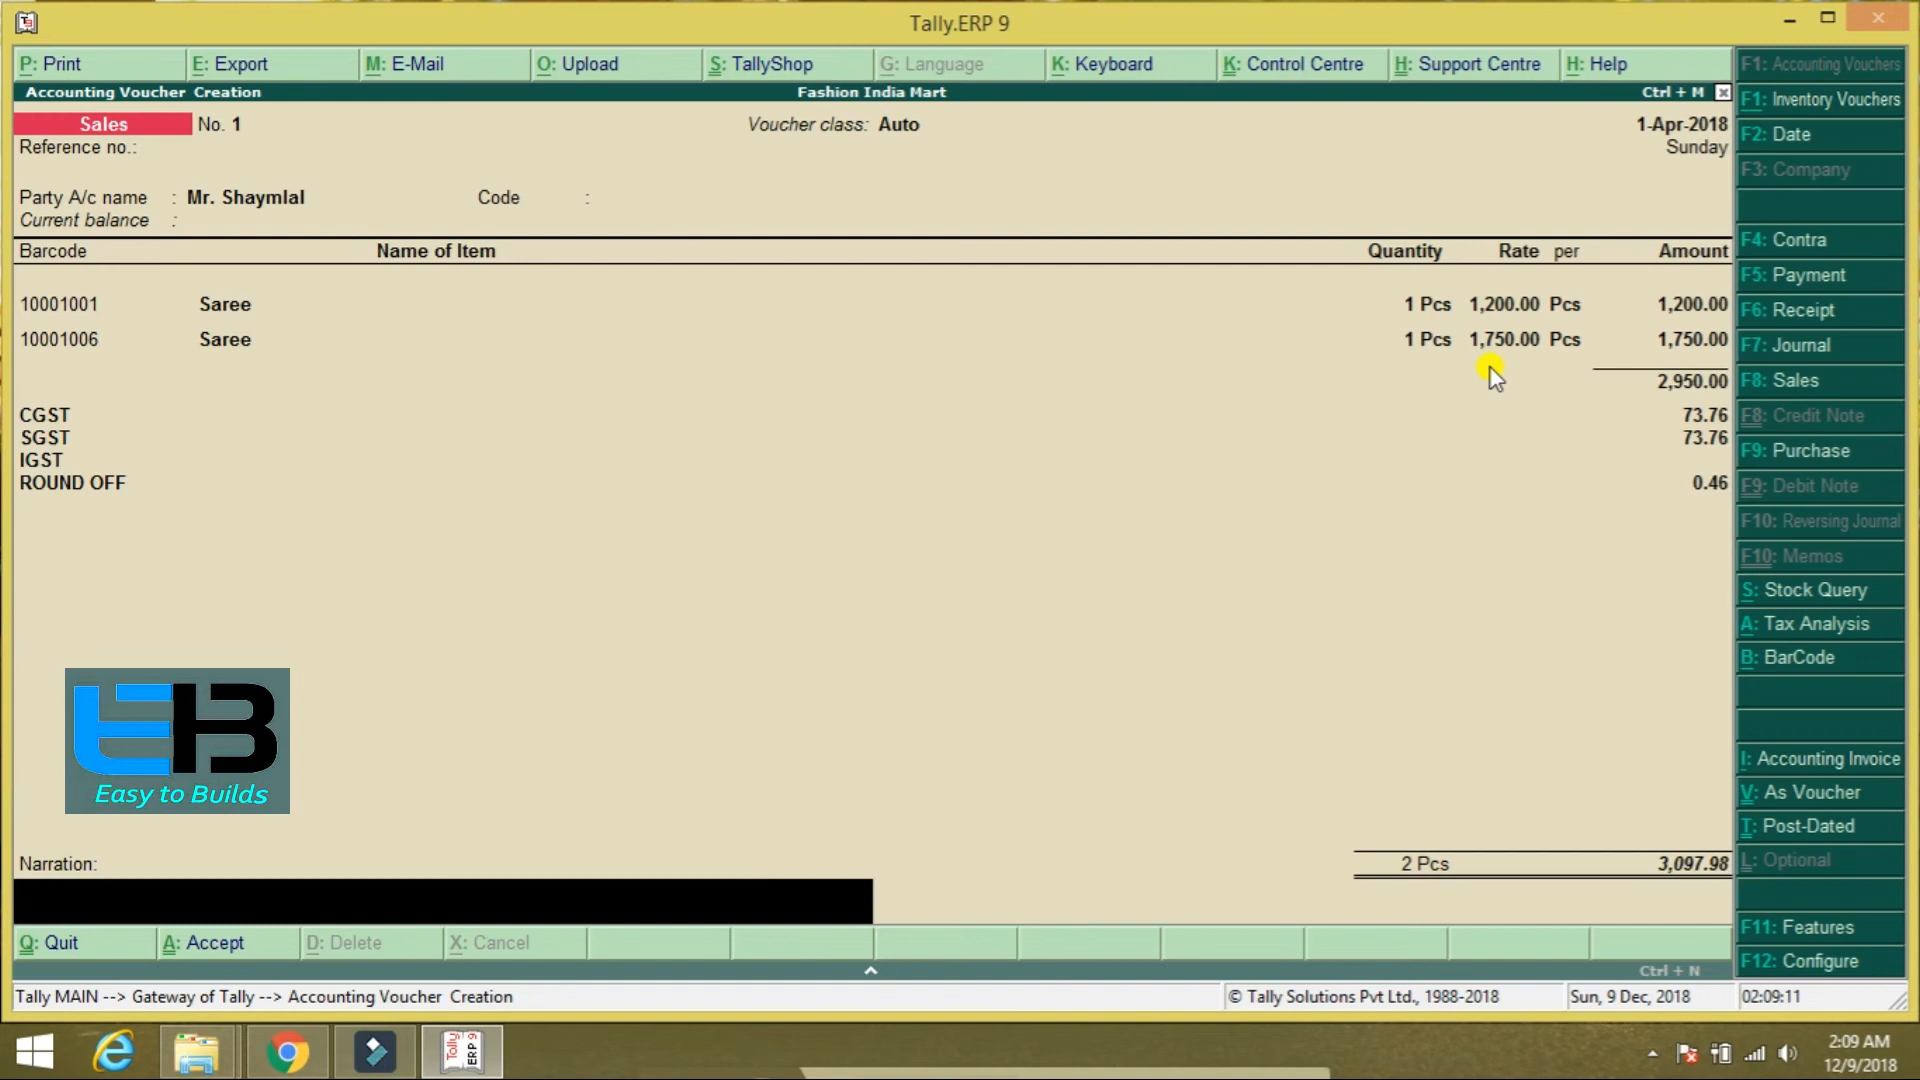 Tally.ERP 9
P: Print E: Export M: E-Mail O: Upload S: TallyShop G: Language K: Keyboard K: Control Centre H: Support Centre H: Help
Accounting Voucher Creation Fashion India Mart Ctrl + M
Sales No. 1 Voucher class: Auto 1-Apr-2018
Reference no.: Sunday
Party A/c name : Mr. Shaymlal Code :
Current balance :
Barcode Name of Item Quantity Rate per Amount
10001001 Saree 1 Pcs 1,200.00 Pcs 1,200.00
10001006 Saree 1 Pcs 1,750.00 Pcs 1,750.00
2,950.00
CGST 73.76
SGST 73.76
IGST
ROUND OFF 0.46
EB
Easy to Builds
Narration: 2 Pcs 3,097.98
Q: Quit A: Accept D: Delete X: Cancel
Ctrl + N
F1: Accounting Vouchers
F1: Inventory Vouchers
F2: Date
F3: Company
F4: Contra
F5: Payment
F6: Receipt
F7: Journal
F8: Sales
F8: Credit Note
F9: Purchase
F9: Debit Note
F10: Reversing Journal
F10: Memos
S: Stock Query
A: Tax Analysis
B: BarCode
I: Accounting Invoice
V: As Voucher
T: Post-Dated
L: Optional
F11: Features
F12: Configure
Tally MAIN --> Gateway of Tally --> Accounting Voucher Creation © Tally Solutions Pvt Ltd., 1988-2018 Sun, 9 Dec, 2018 02:09:11
Tally ERP 9
2:09 AM
12/9/2018